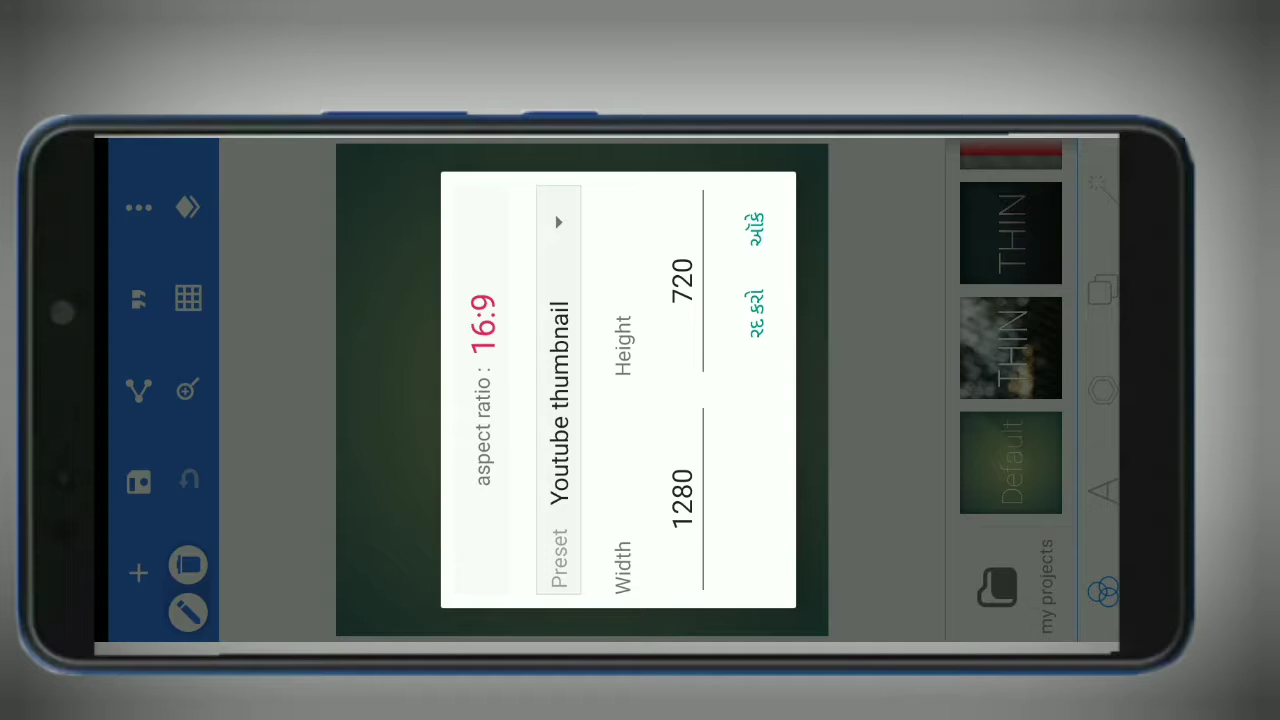 aspect ratio : 16:9
Preset Youtube thumbnail
Width Height
1280 720
રદ કરો ઓકે
THIN
THIN
Default
my projects